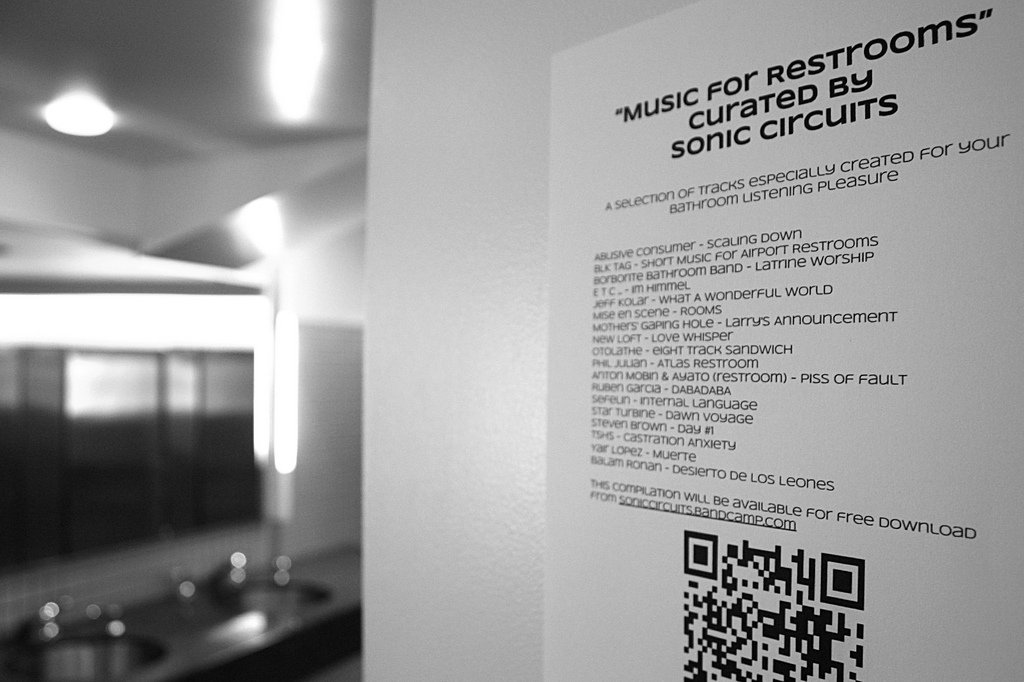 "MUSIC FOR RESTROOMS"
CURATED BY
SONIC CIRCUITS
A SELECTION OF TRACKS ESPECIALLY CREATED FOR YOUR
BATHROOM LISTENING PLEASURE
ABUSIVE CONSUMER - SCALING DOWN
BLK TAG - SHORT MUSIC FOR AIRPORT RESTROOMS
BORBORITE BATHROOM BAND - LATRINE WORSHIP
E T C ... - IM HIMMEL
JEFF KOLAR - WHAT A WONDERFUL WORLD
MISE EN SCENE - ROOMS
MOTHERS' GAPING HOLE - LARRY'S ANNOUNCEMENT
NEW LOFT - LOVE WHISPER
OTOLATHE - EIGHT TRACK SANDWICH
PHIL JULIAN - ATLAS RESTROOM
ANTON MOBIN & AYATO (RESTROOM) - PISS OF FAULT
RUBEN GARCIA - DABADABA
SEFELIN - INTERNAL LANGUAGE
STAR TURBINE - DAWN VOYAGE
STEVEN BROWN - DAY #1
TSHS - CASTRATION ANXIETY
YAIR LOPEZ - MUERTE
BALAM RONAN - DESIERTO DE LOS LEONES
THIS COMPILATION WILL BE AVAILABLE FOR FREE DOWNLOAD
FROM SONICCIRCUITS.BANDCAMP.COM